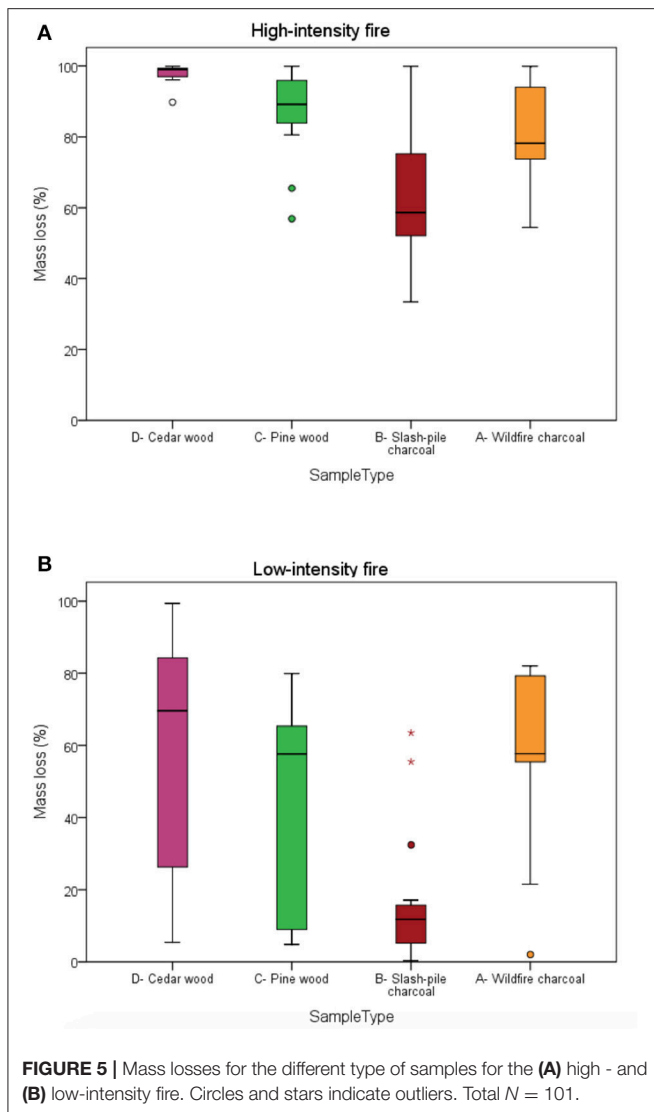 A
High-intensity fire
100
80
60
40
20
0
Mass loss (%)
D- Cedar wood
C- Pine wood
B- Slash-pile
charcoal
A- Wildfire charcoal
SampleType
B
Low-intensity fire
100
80
60
40
20
0
Mass loss (%)
D- Cedar wood
C- Pine wood
B- Slash-pile
charcoal
A- Wildfire charcoal
SampleType
FIGURE 5 | Mass losses for the different type of samples for the (A) high - and
(B) low-intensity fire. Circles and stars indicate outliers. Total N = 101.